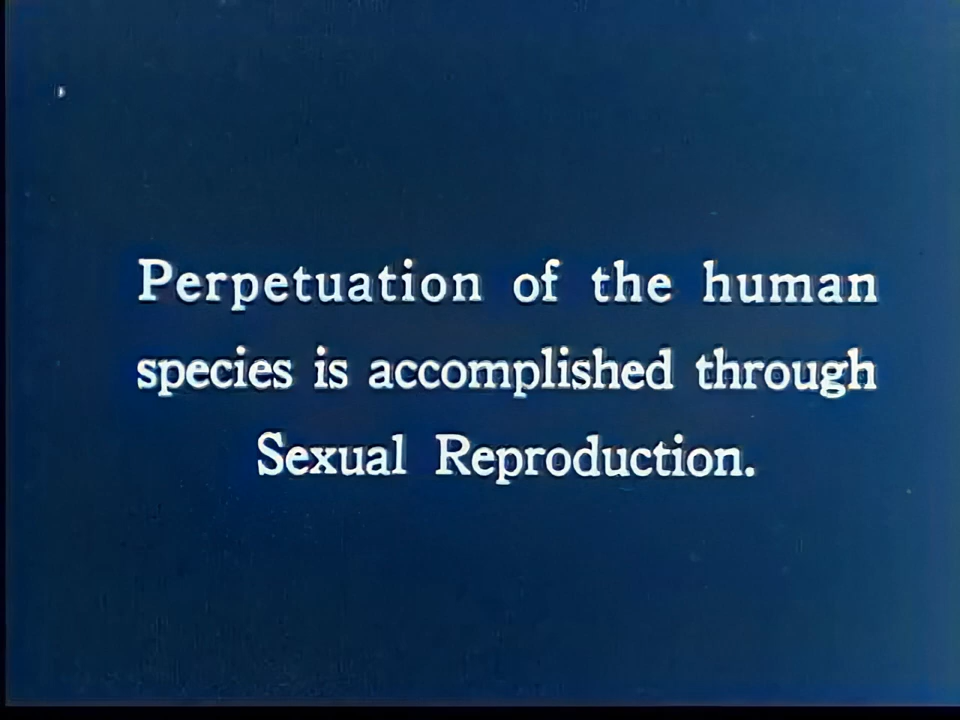 Perpetuation of the human
species is accomplished through
Sexual Reproduction.